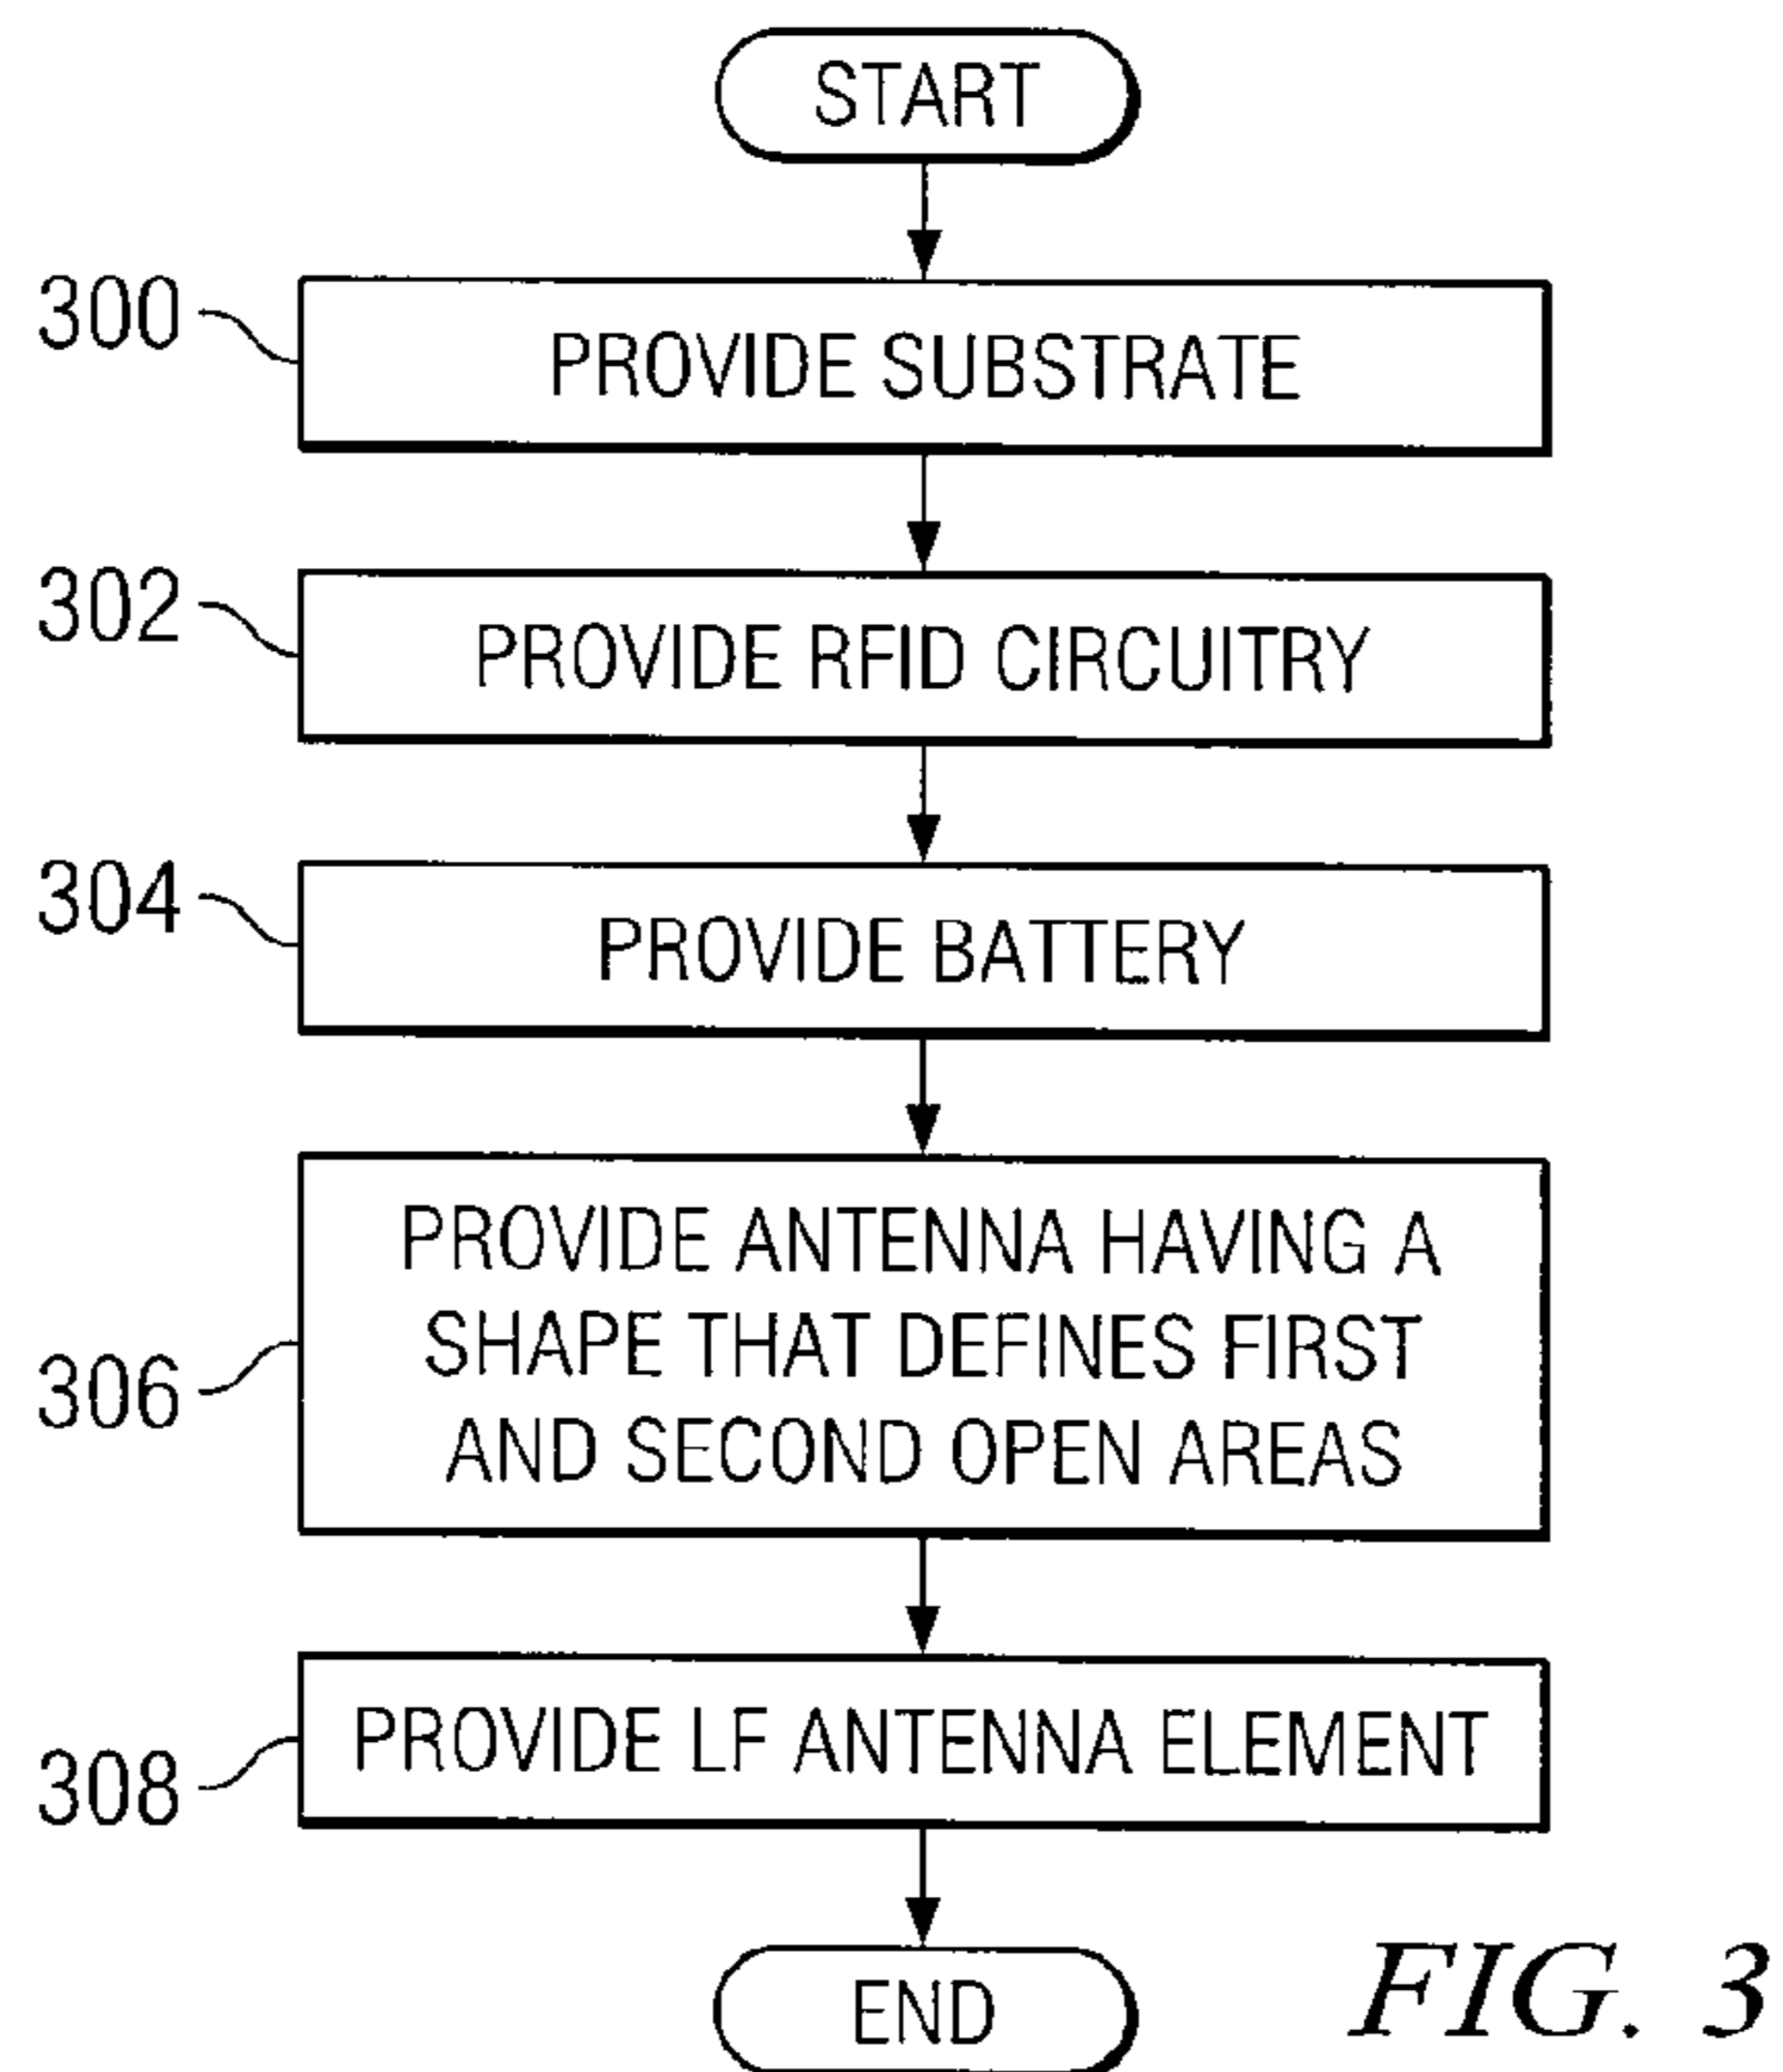 START
300
PROVIDE SUBSTRATE
302
PROVIDE RFID CIRCUITRY
304
PROVIDE BATTERY
306
PROVIDE ANTENNA HAVING A
SHAPE THAT DEFINES FIRST
AND SECOND OPEN AREAS
308
PROVIDE LF ANTENNA ELEMENT
END
FIG. 3